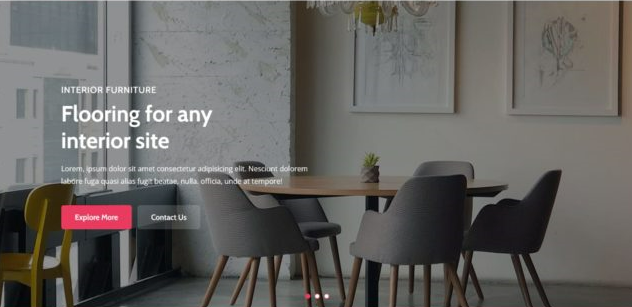 INTERIOR FURNITURE
Flooring for any
interior site
Lorem, ipsum dolor sit amet consectetur adipisicing elit. Nesciunt dolorem
labore fuga quasi alias fugit beatae, nulla, officia, unde at tempore!
Explore More
Contact Us